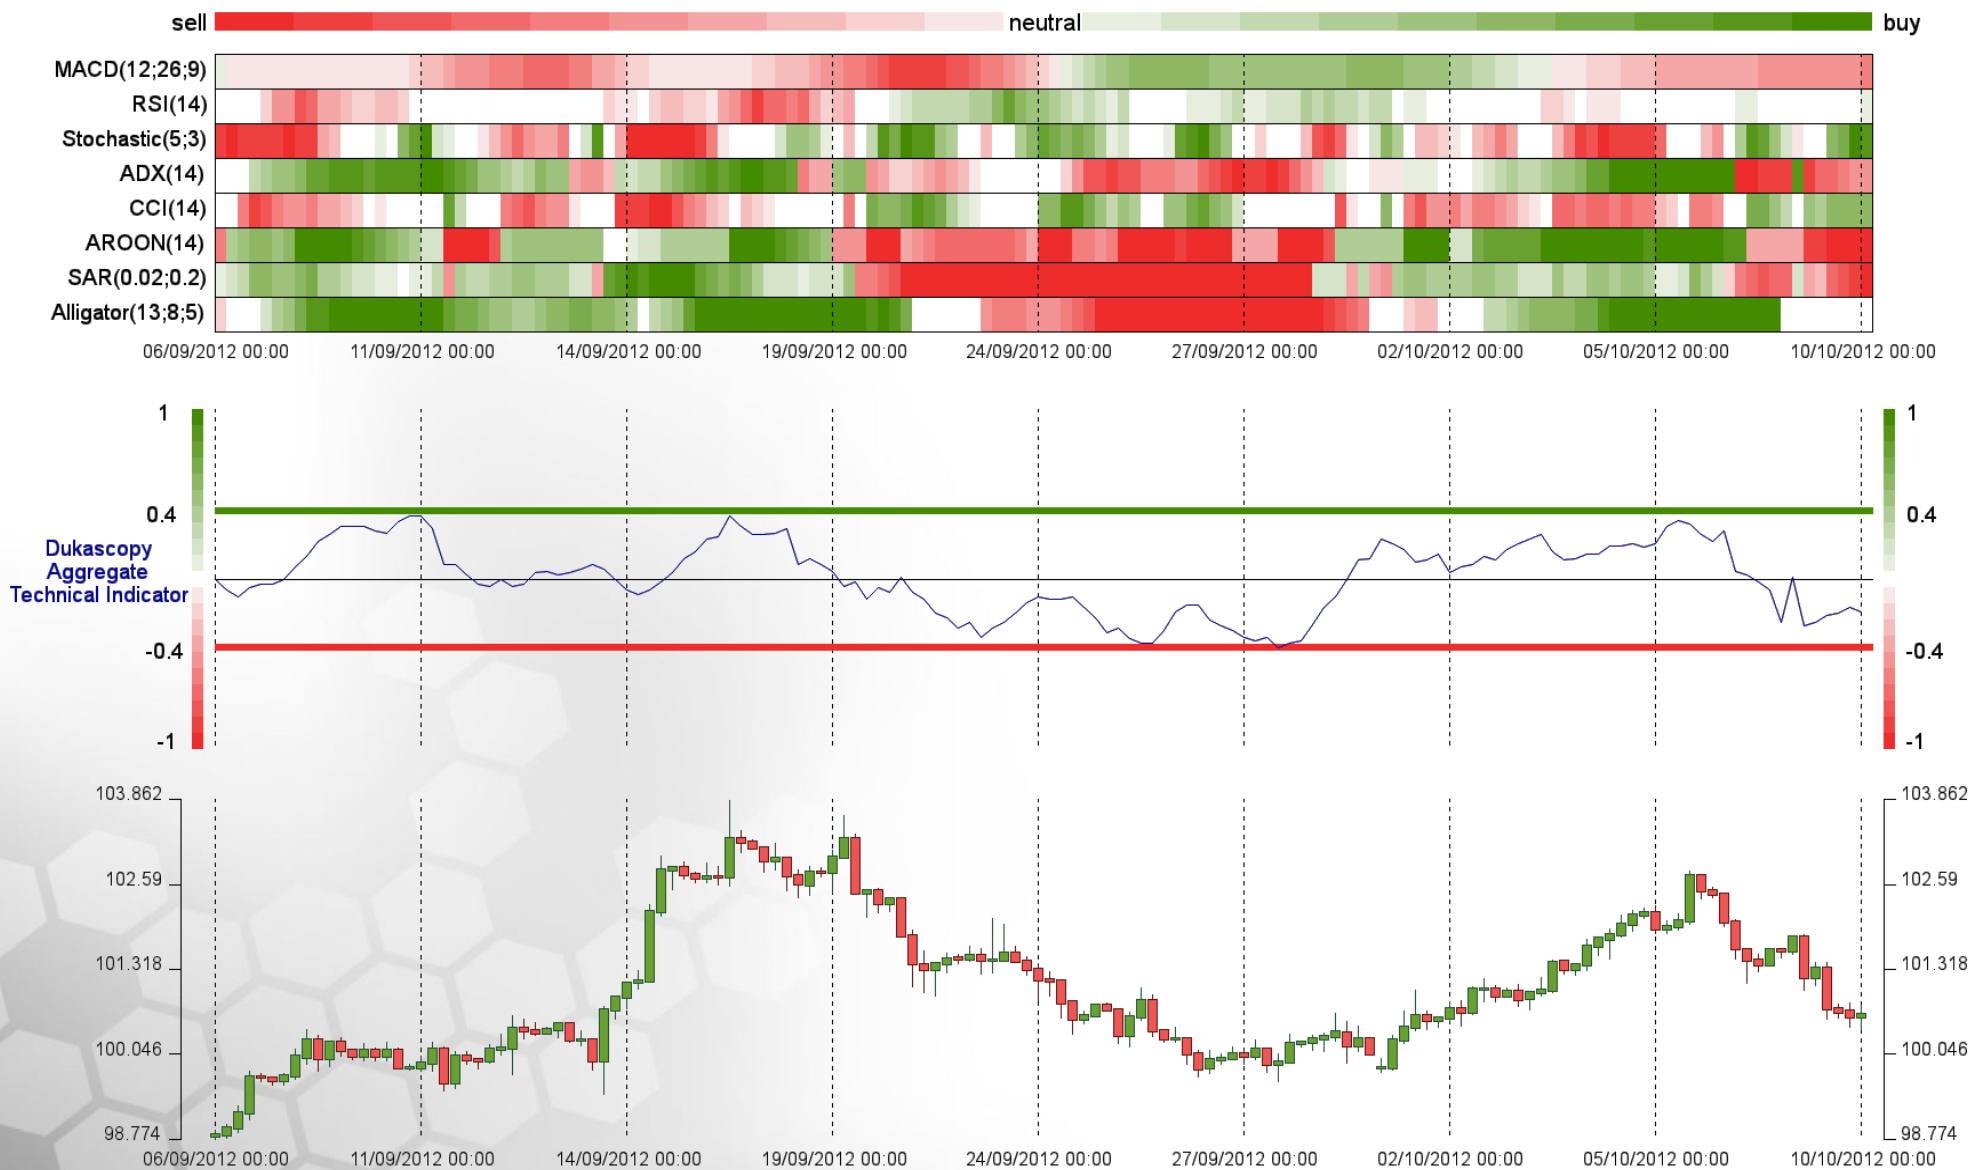 sell neutral buy
MACD(12;26;9)
RSI(14)
Stochastic(5;3)
ADX(14)
CCI(14)
AROON(14)
SAR(0.02;0.2)
Alligator(13;8;5)
06/09/2012 00:00 11/09/2012 00:00 14/09/2012 00:00 19/09/2012 00:00 24/09/2012 00:00 27/09/2012 00:00 02/10/2012 00:00 05/10/2012 00:00 10/10/2012 00:00
1 1
0.4 0.4
Dukascopy
Aggregate
Technical Indicator
-0.4 -0.4
-1 -1
103.862 103.862
102.59 102.59
101.318 101.318
100.046 100.046
98.774 98.774
06/09/2012 00:00 11/09/2012 00:00 14/09/2012 00:00 19/09/2012 00:00 24/09/2012 00:00 27/09/2012 00:00 02/10/2012 00:00 05/10/2012 00:00 10/10/2012 00:00